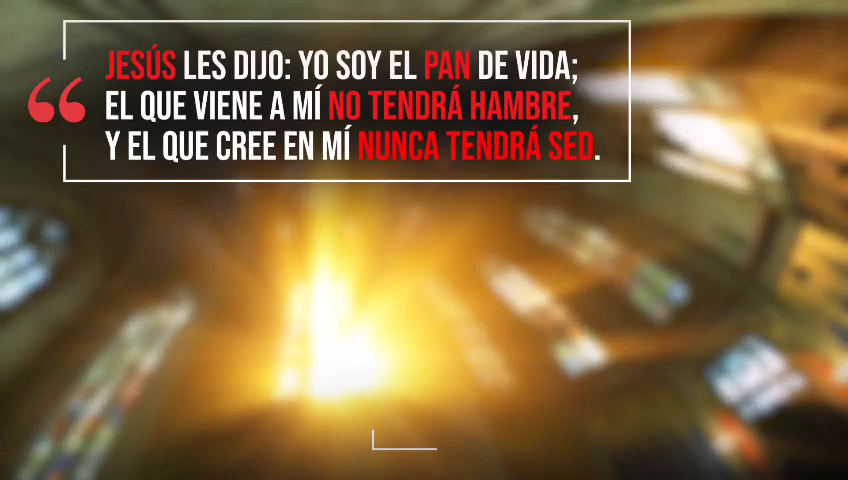 JESÚS LES DIJO: YO SOY EL PAN DE VIDA;
EL QUE VIENE A MÍ NO TENDRÁ HAMBRE,
Y EL QUE CREE EN MÍ NUNCA TENDRÁ SED.